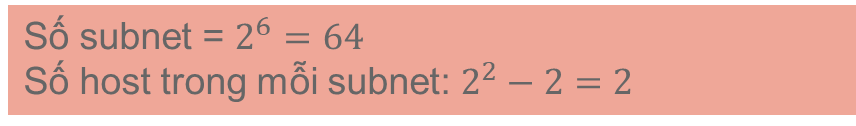 Số subnet = 2⁶ = 64
Số host trong mỗi subnet: 2² − 2 = 2